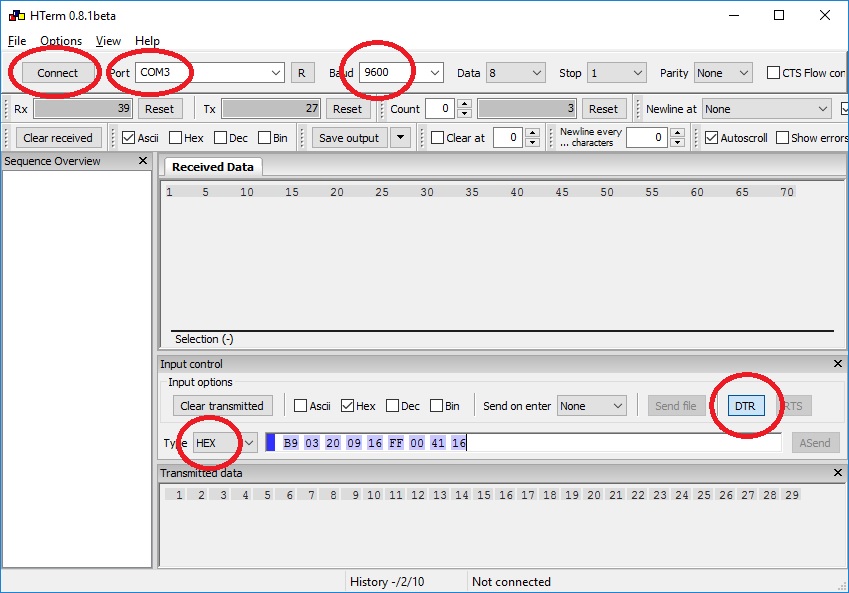 HTerm 0.8.1beta
File Options View Help
Connect Port COM3 R Baud 9600 Data 8 Stop 1 Parity None CTS Flow con
Rx 39 Reset Tx 27 Reset Count 0 3 Reset Newline at None
Clear received Ascii Hex Dec Bin Save output Clear at 0 Newline every ... characters 0 Autoscroll Show errors
Sequence Overview
Received Data
1 5 10 15 20 25 30 35 40 45 50 55 60 65 70
Selection (-)
Input control
Input options
Clear transmitted Ascii Hex Dec Bin Send on enter None Send file DTR RTS
Type HEX B9 03 20 09 16 FF 00 41 16 ASend
Transmitted data
1 2 3 4 5 6 7 8 9 10 11 12 13 14 15 16 17 18 19 20 21 22 23 24 25 26 27 28 29
History -/2/10 Not connected